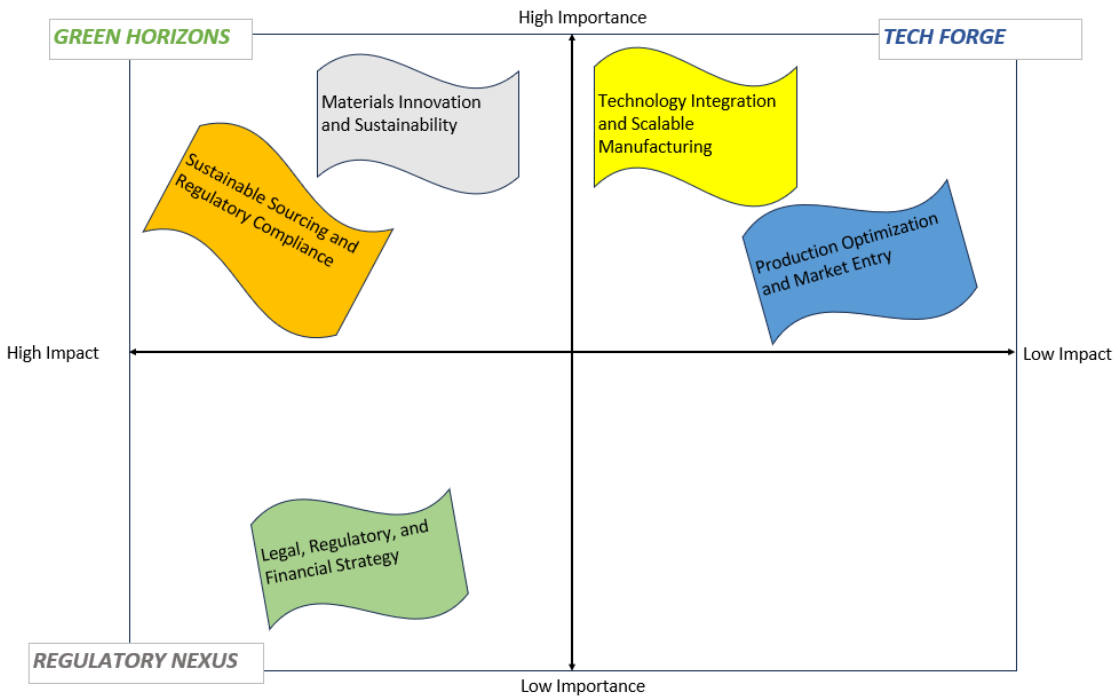 High Importance
GREEN HORIZONS
TECH FORGE
Materials Innovation
and Sustainability
Technology Integration
and Scalable
Manufacturing
Sustainable Sourcing and
Regulatory Compliance
Production Optimization
and Market Entry
High Impact
Low Impact
Legal, Regulatory, and
Financial Strategy
REGULATORY NEXUS
Low Importance